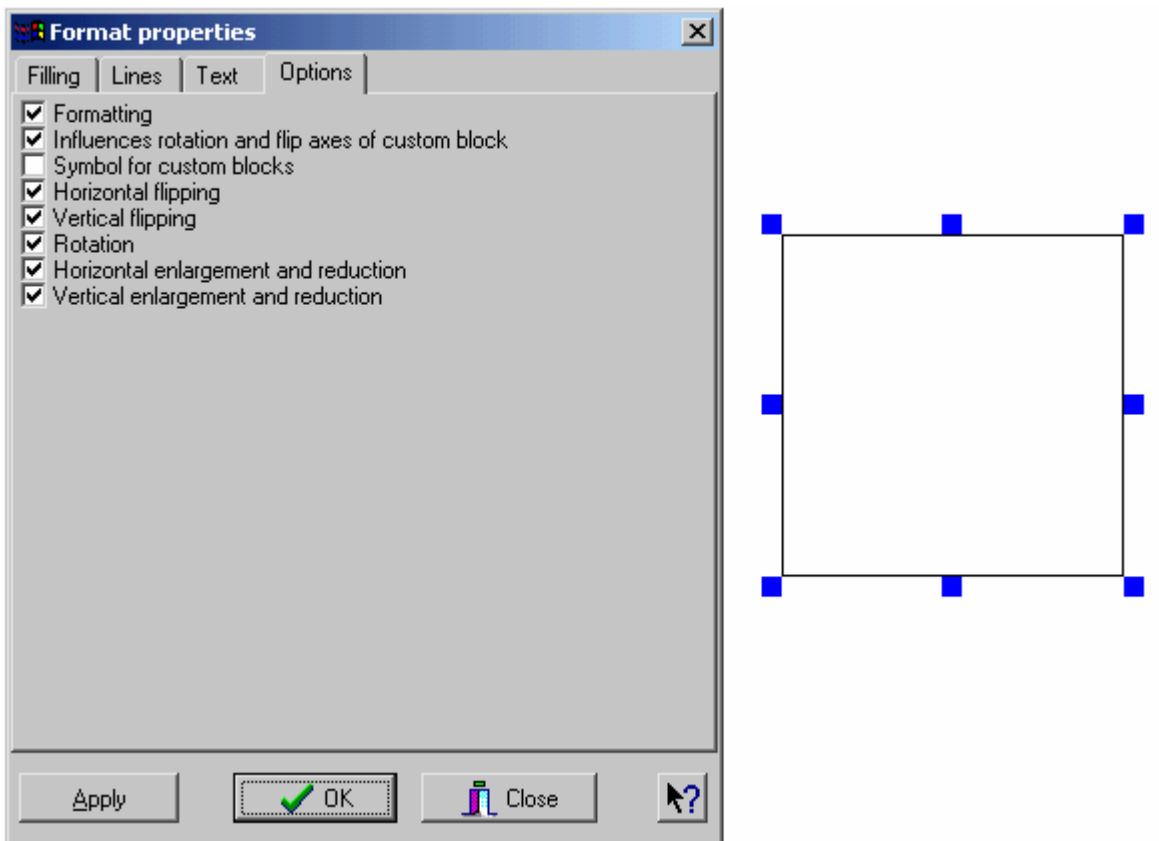 Format properties
Filling Lines Text Options
Formatting
Influences rotation and flip axes of custom block
Symbol for custom blocks
Horizontal flipping
Vertical flipping
Rotation
Horizontal enlargement and reduction
Vertical enlargement and reduction
Apply OK Close ?